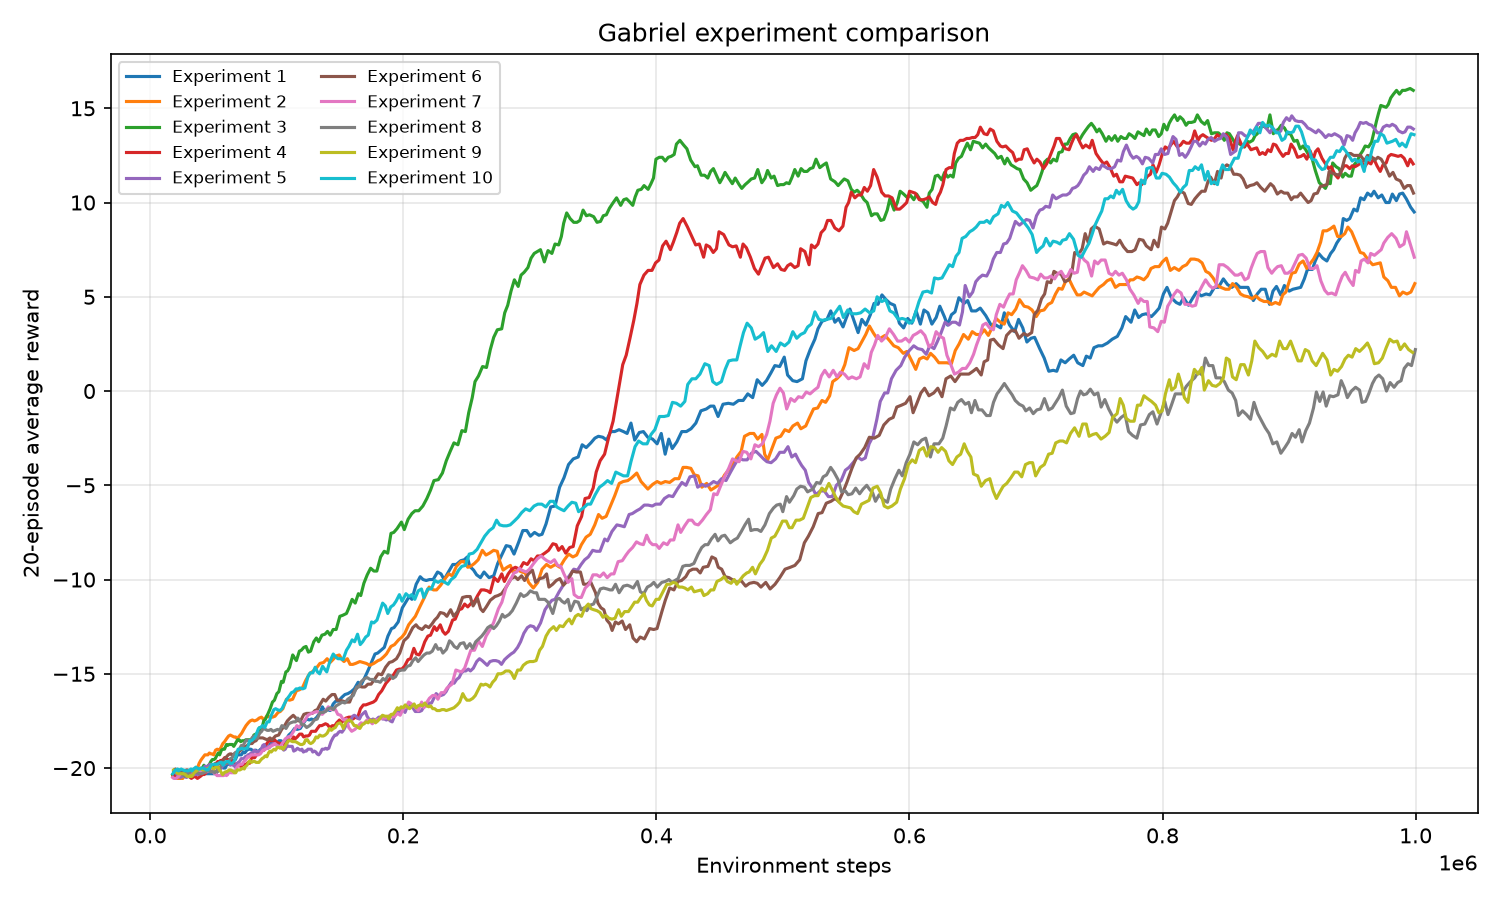 Gabriel experiment comparison
Experiment 1
Experiment 2
Experiment 3
Experiment 4
Experiment 5
Experiment 6
Experiment 7
Experiment 8
Experiment 9
Experiment 10
20-episode average reward
15
10
5
0
−5
−10
−15
−20
0.0
0.2
0.4
0.6
0.8
1.0
1e6
Environment steps